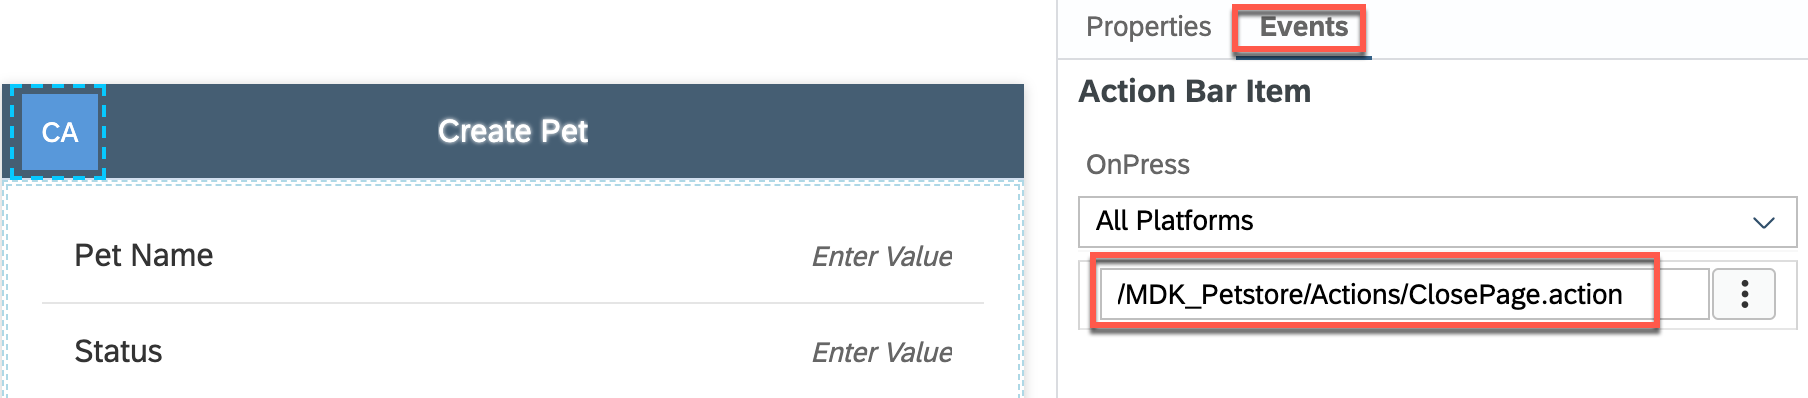 Properties Events
Action Bar Item
CA
Create Pet
OnPress
All Platforms
Pet Name Enter Value
/MDK_Petstore/Actions/ClosePage.action
Status Enter Value